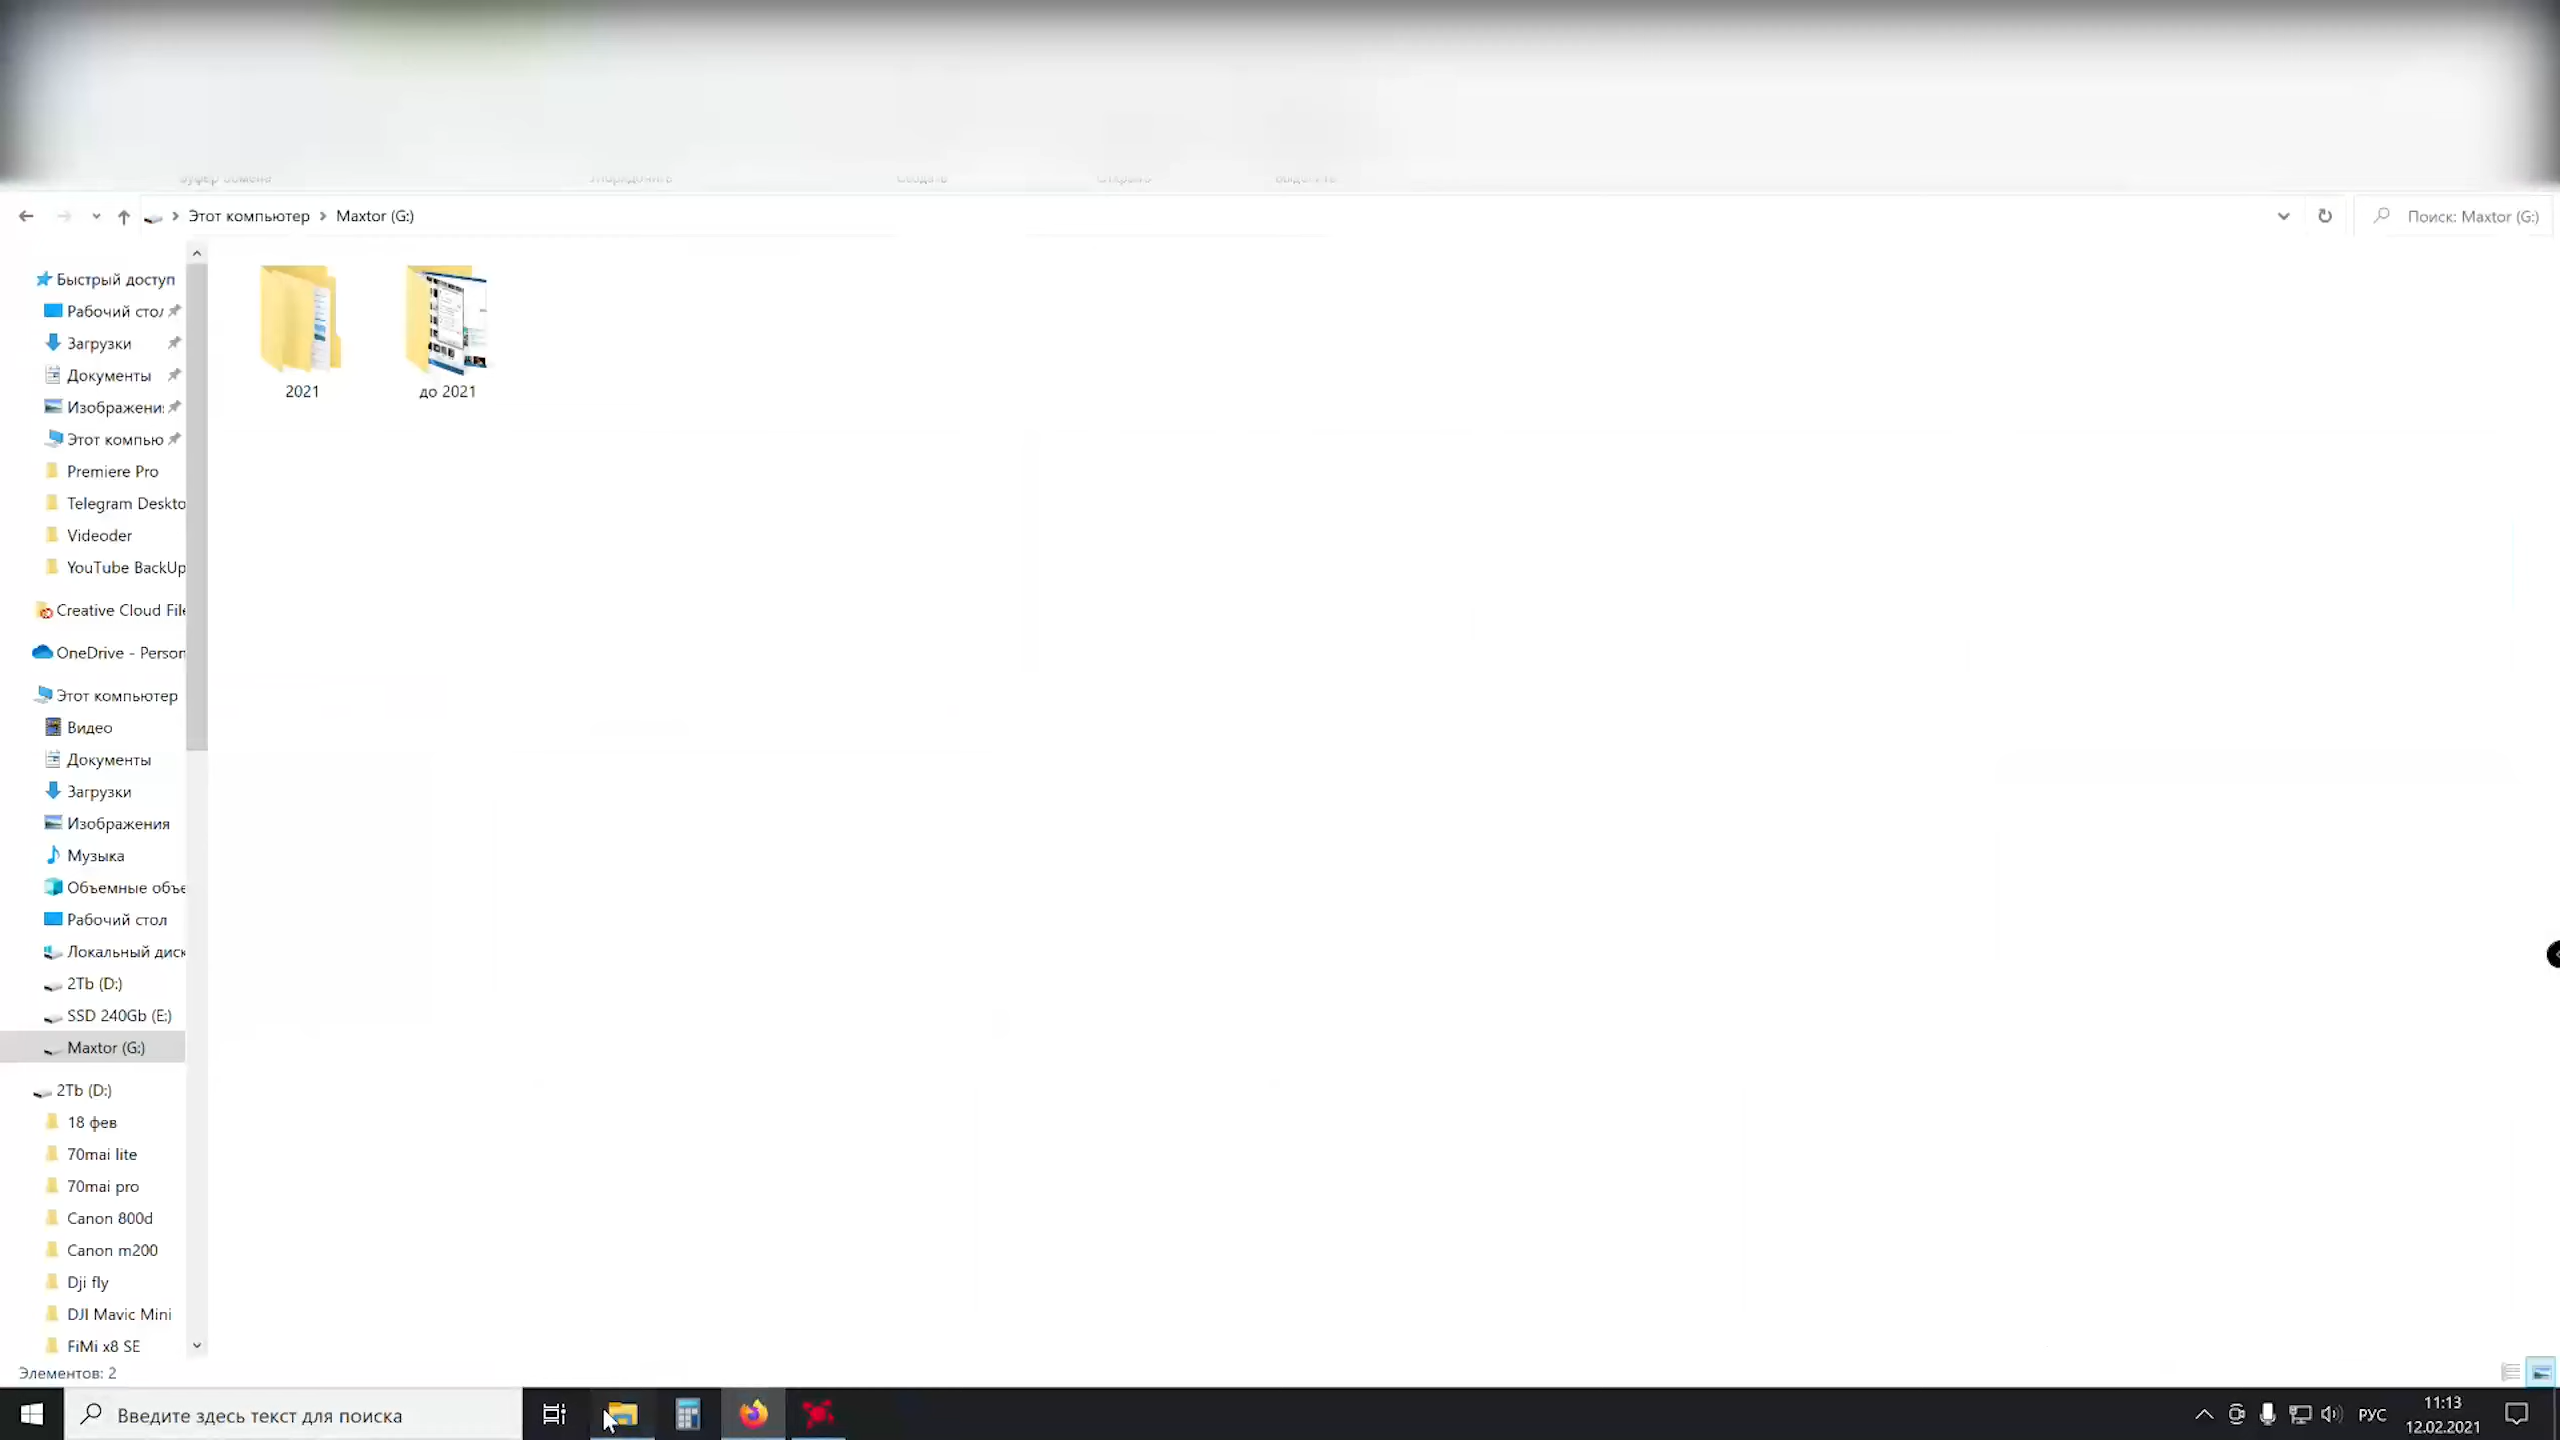 Этот компьютер
Maxtor (G:)
Поиск: Maxtor (G:)
Быстрый доступ
Рабочий стол
Загрузки
Документы
Изображени
Этот компью
Premiere Pro
Telegram Deskto
Videoder
YouTube BackUp
Creative Cloud File
OneDrive - Person
Этот компьютер
Видео
Документы
Загрузки
Изображения
Музыка
Объемные объе
Рабочий стол
Локальный диск
2Tb (D:)
SSD 240Gb (E:)
Maxtor (G:)
2Tb (D:)
18 фев
70mai lite
70mai pro
Canon 800d
Canon m200
Dji fly
DJI Mavic Mini
FiMi x8 SE
2021
до 2021
Элементов: 2
Введите здесь текст для поиска
РУС
11:13
12.02.2021